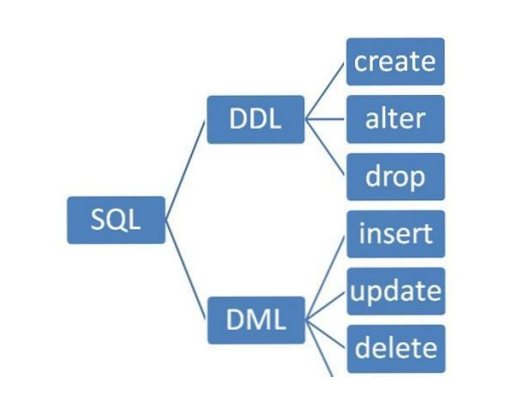 create
DDL
alter
drop
SQL
insert
update
DML
delete